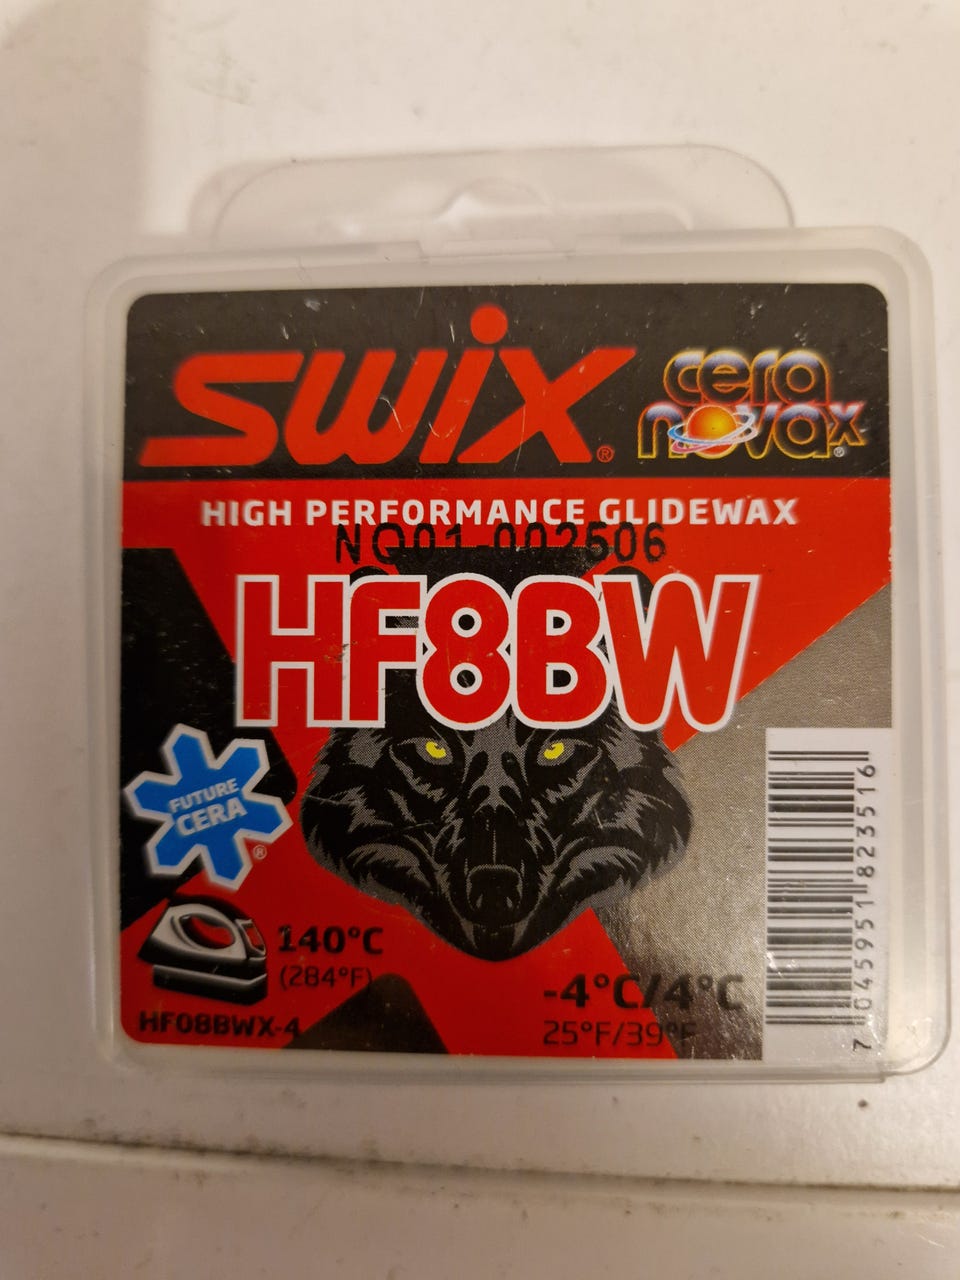 swix®
cera
novax®
HIGH PERFORMANCE GLIDEWAX
NQ01-002506
HF8BW
FUTURE
CERA
®
140°C
(284°F)
HF08BWX-4
-4°C/4°C
25°F/39°F
7 045951 823516